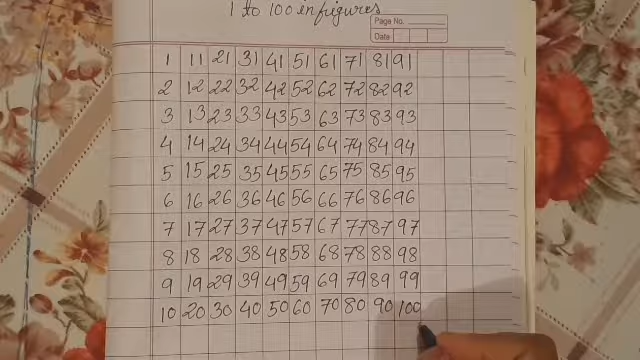 1 to 100 in figures
Page No.
Date
1 11 21 31 41 51 61 71 81 91
2 12 22 32 42 52 62 72 82 92
3 13 23 33 43 53 63 73 83 93
4 14 24 34 44 54 64 74 84 94
5 15 25 35 45 55 65 75 85 95
6 16 26 36 46 56 66 76 86 96
7 17 27 37 47 57 67 77 87 97
8 18 28 38 48 58 68 78 88 98
9 19 29 39 49 59 69 79 89 99
10 20 30 40 50 60 70 80 90 100